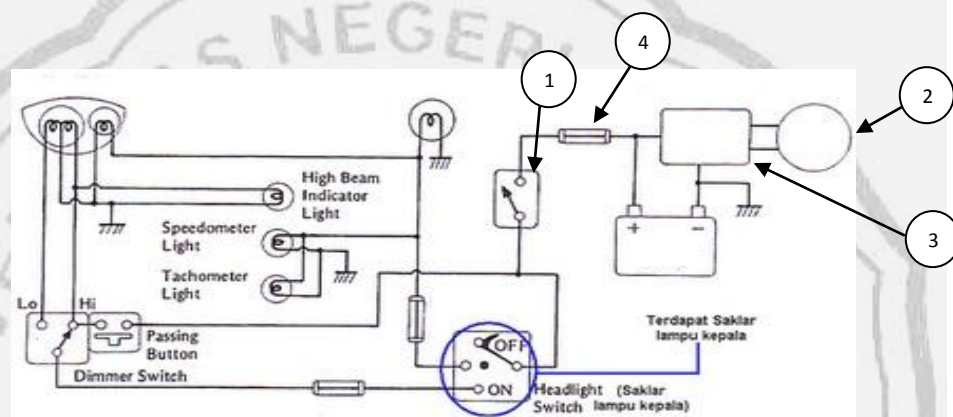 S NEGERI
4
1
2
3
High Beam
Indicator
Light
Speedometer
Light
Tachometer
Light
+ −
Lo
Hi
Passing
Button
Dimmer Switch
OFF
ON
Headlight (Saklar
Switch lampu kepala)
Terdapat Saklar
lampu kepala